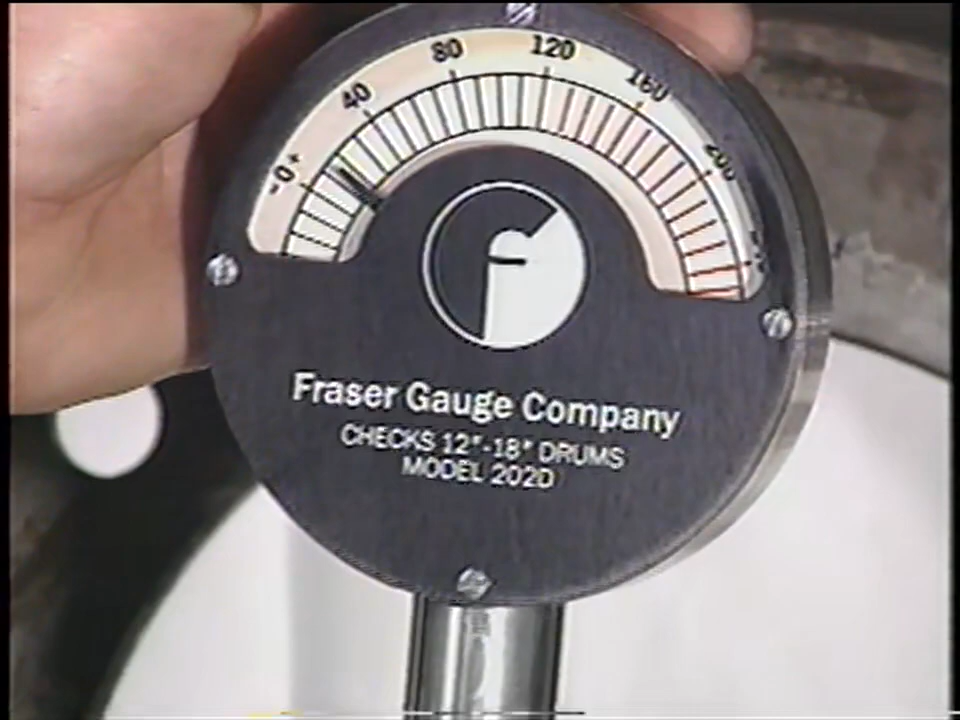 -0+
40
80
120
160
200
Fraser Gauge Company
CHECKS 12"-18" DRUMS
MODEL 202D